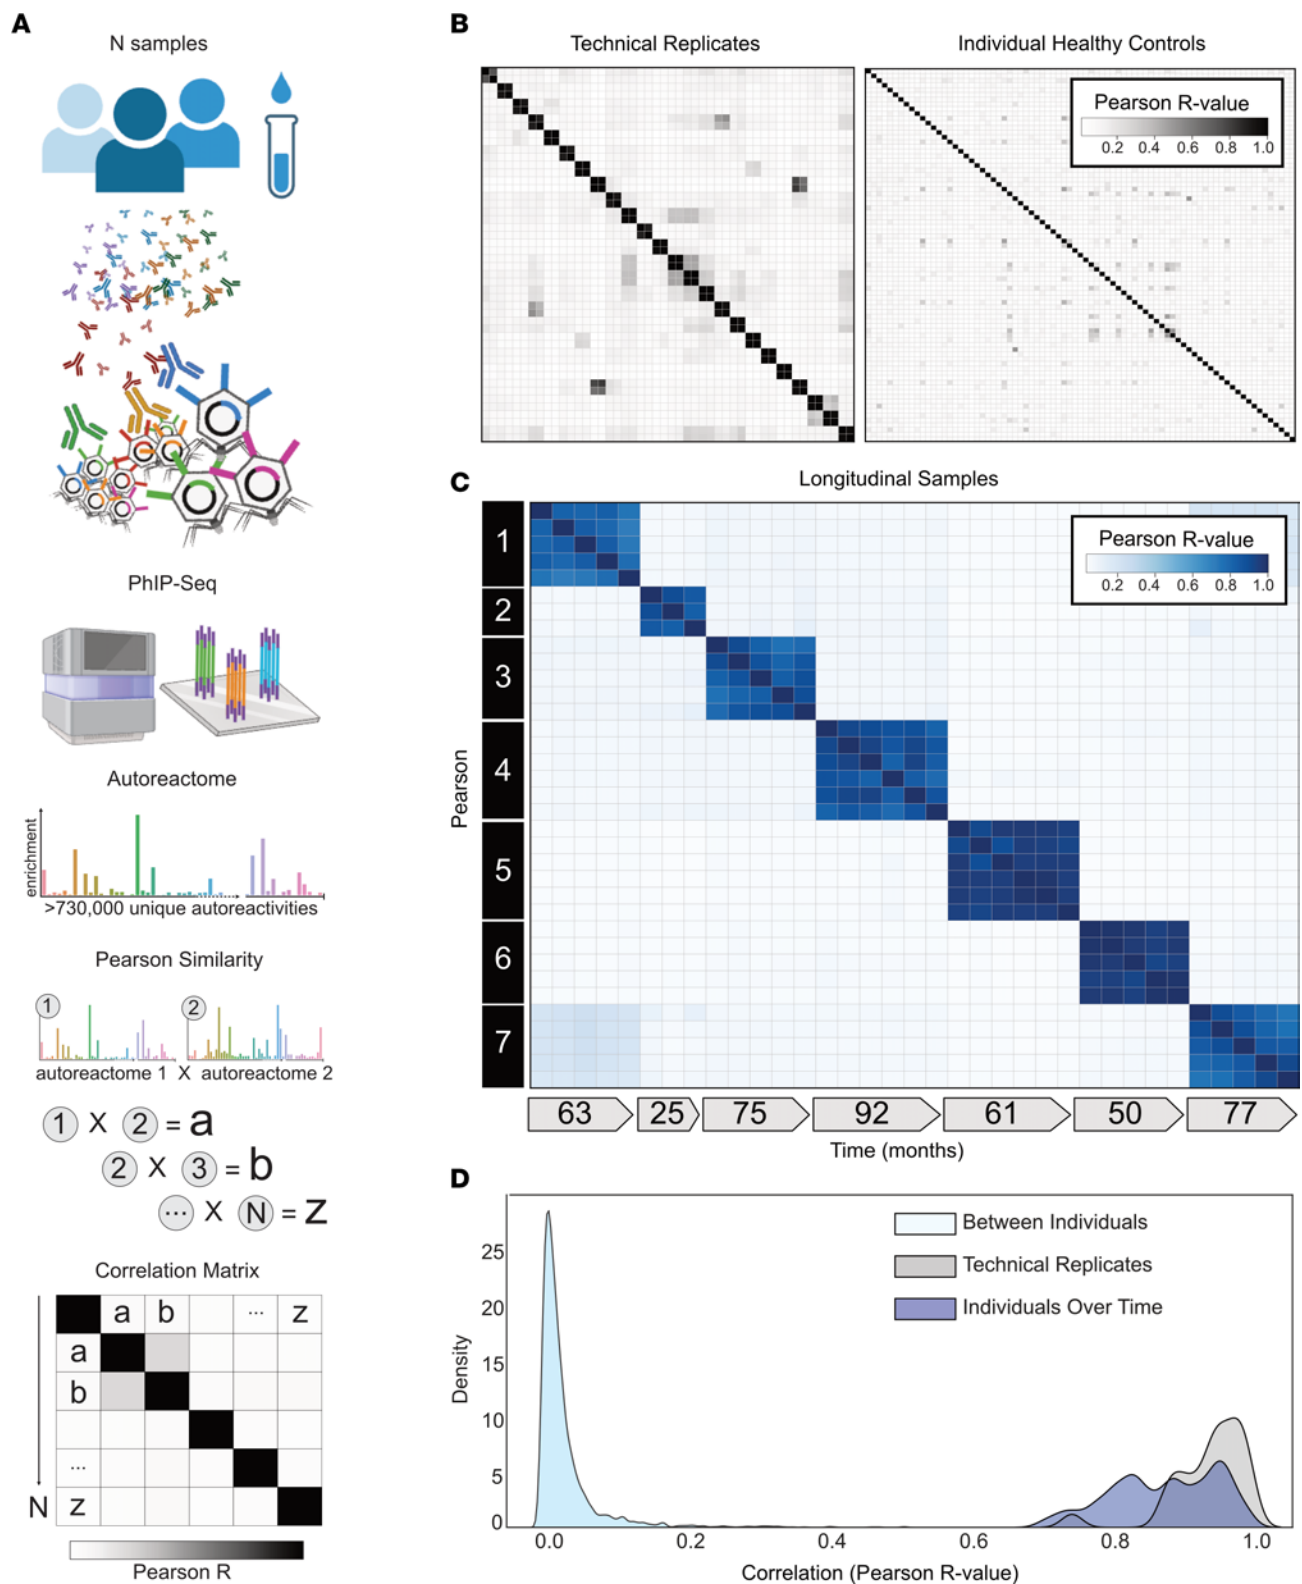 A
N samples
PhIP-Seq
Autoreactome
enrichment
>730,000 unique autoreactivities
Pearson Similarity
1
2
autoreactome 1 X autoreactome 2
1 X 2 = a
2 X 3 = b
... X N = z
Correlation Matrix
a b ... z
a
b
...
N z
Pearson R
B
Technical Replicates
Individual Healthy Controls
Pearson R-value
0.2 0.4 0.6 0.8 1.0
C
Longitudinal Samples
Pearson R-value
0.2 0.4 0.6 0.8 1.0
Pearson
1
2
3
4
5
6
7
63 25 75 92 61 50 77
Time (months)
D
Between Individuals
Technical Replicates
Individuals Over Time
Density
25
20
15
10
5
0
0.0 0.2 0.4 0.6 0.8 1.0
Correlation (Pearson R-value)